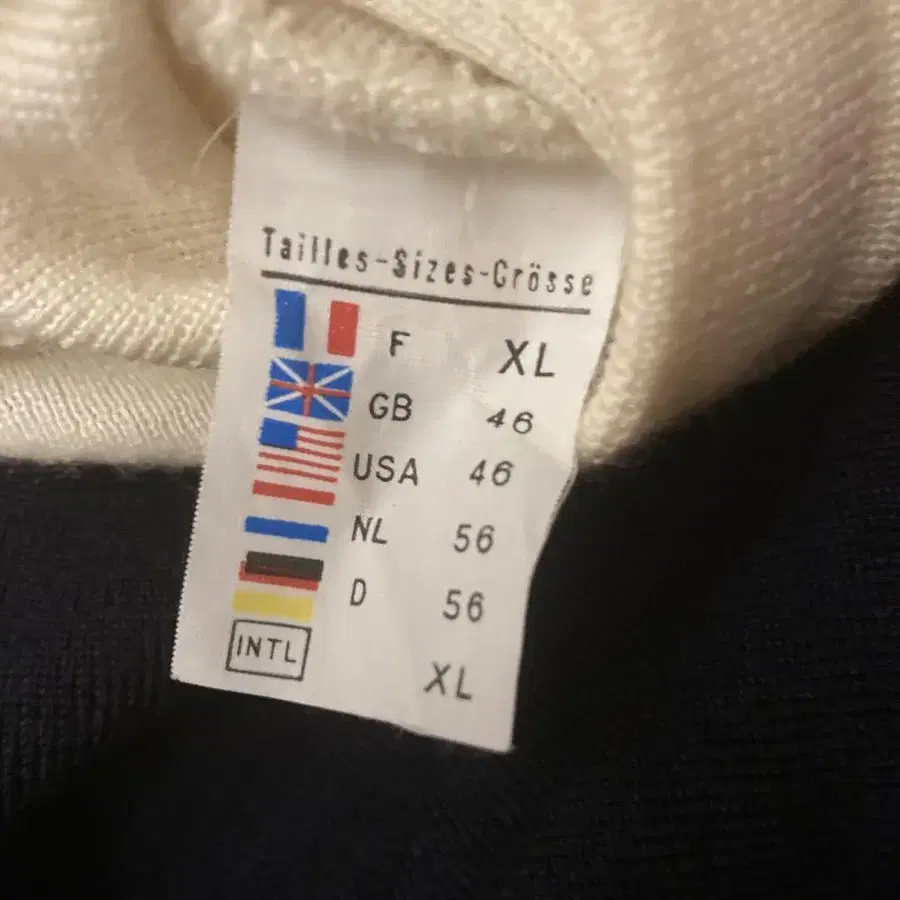 Tailles-Sizes-Grösse
F XL
GB 46
USA 46
NL 56
D 56
INTL XL